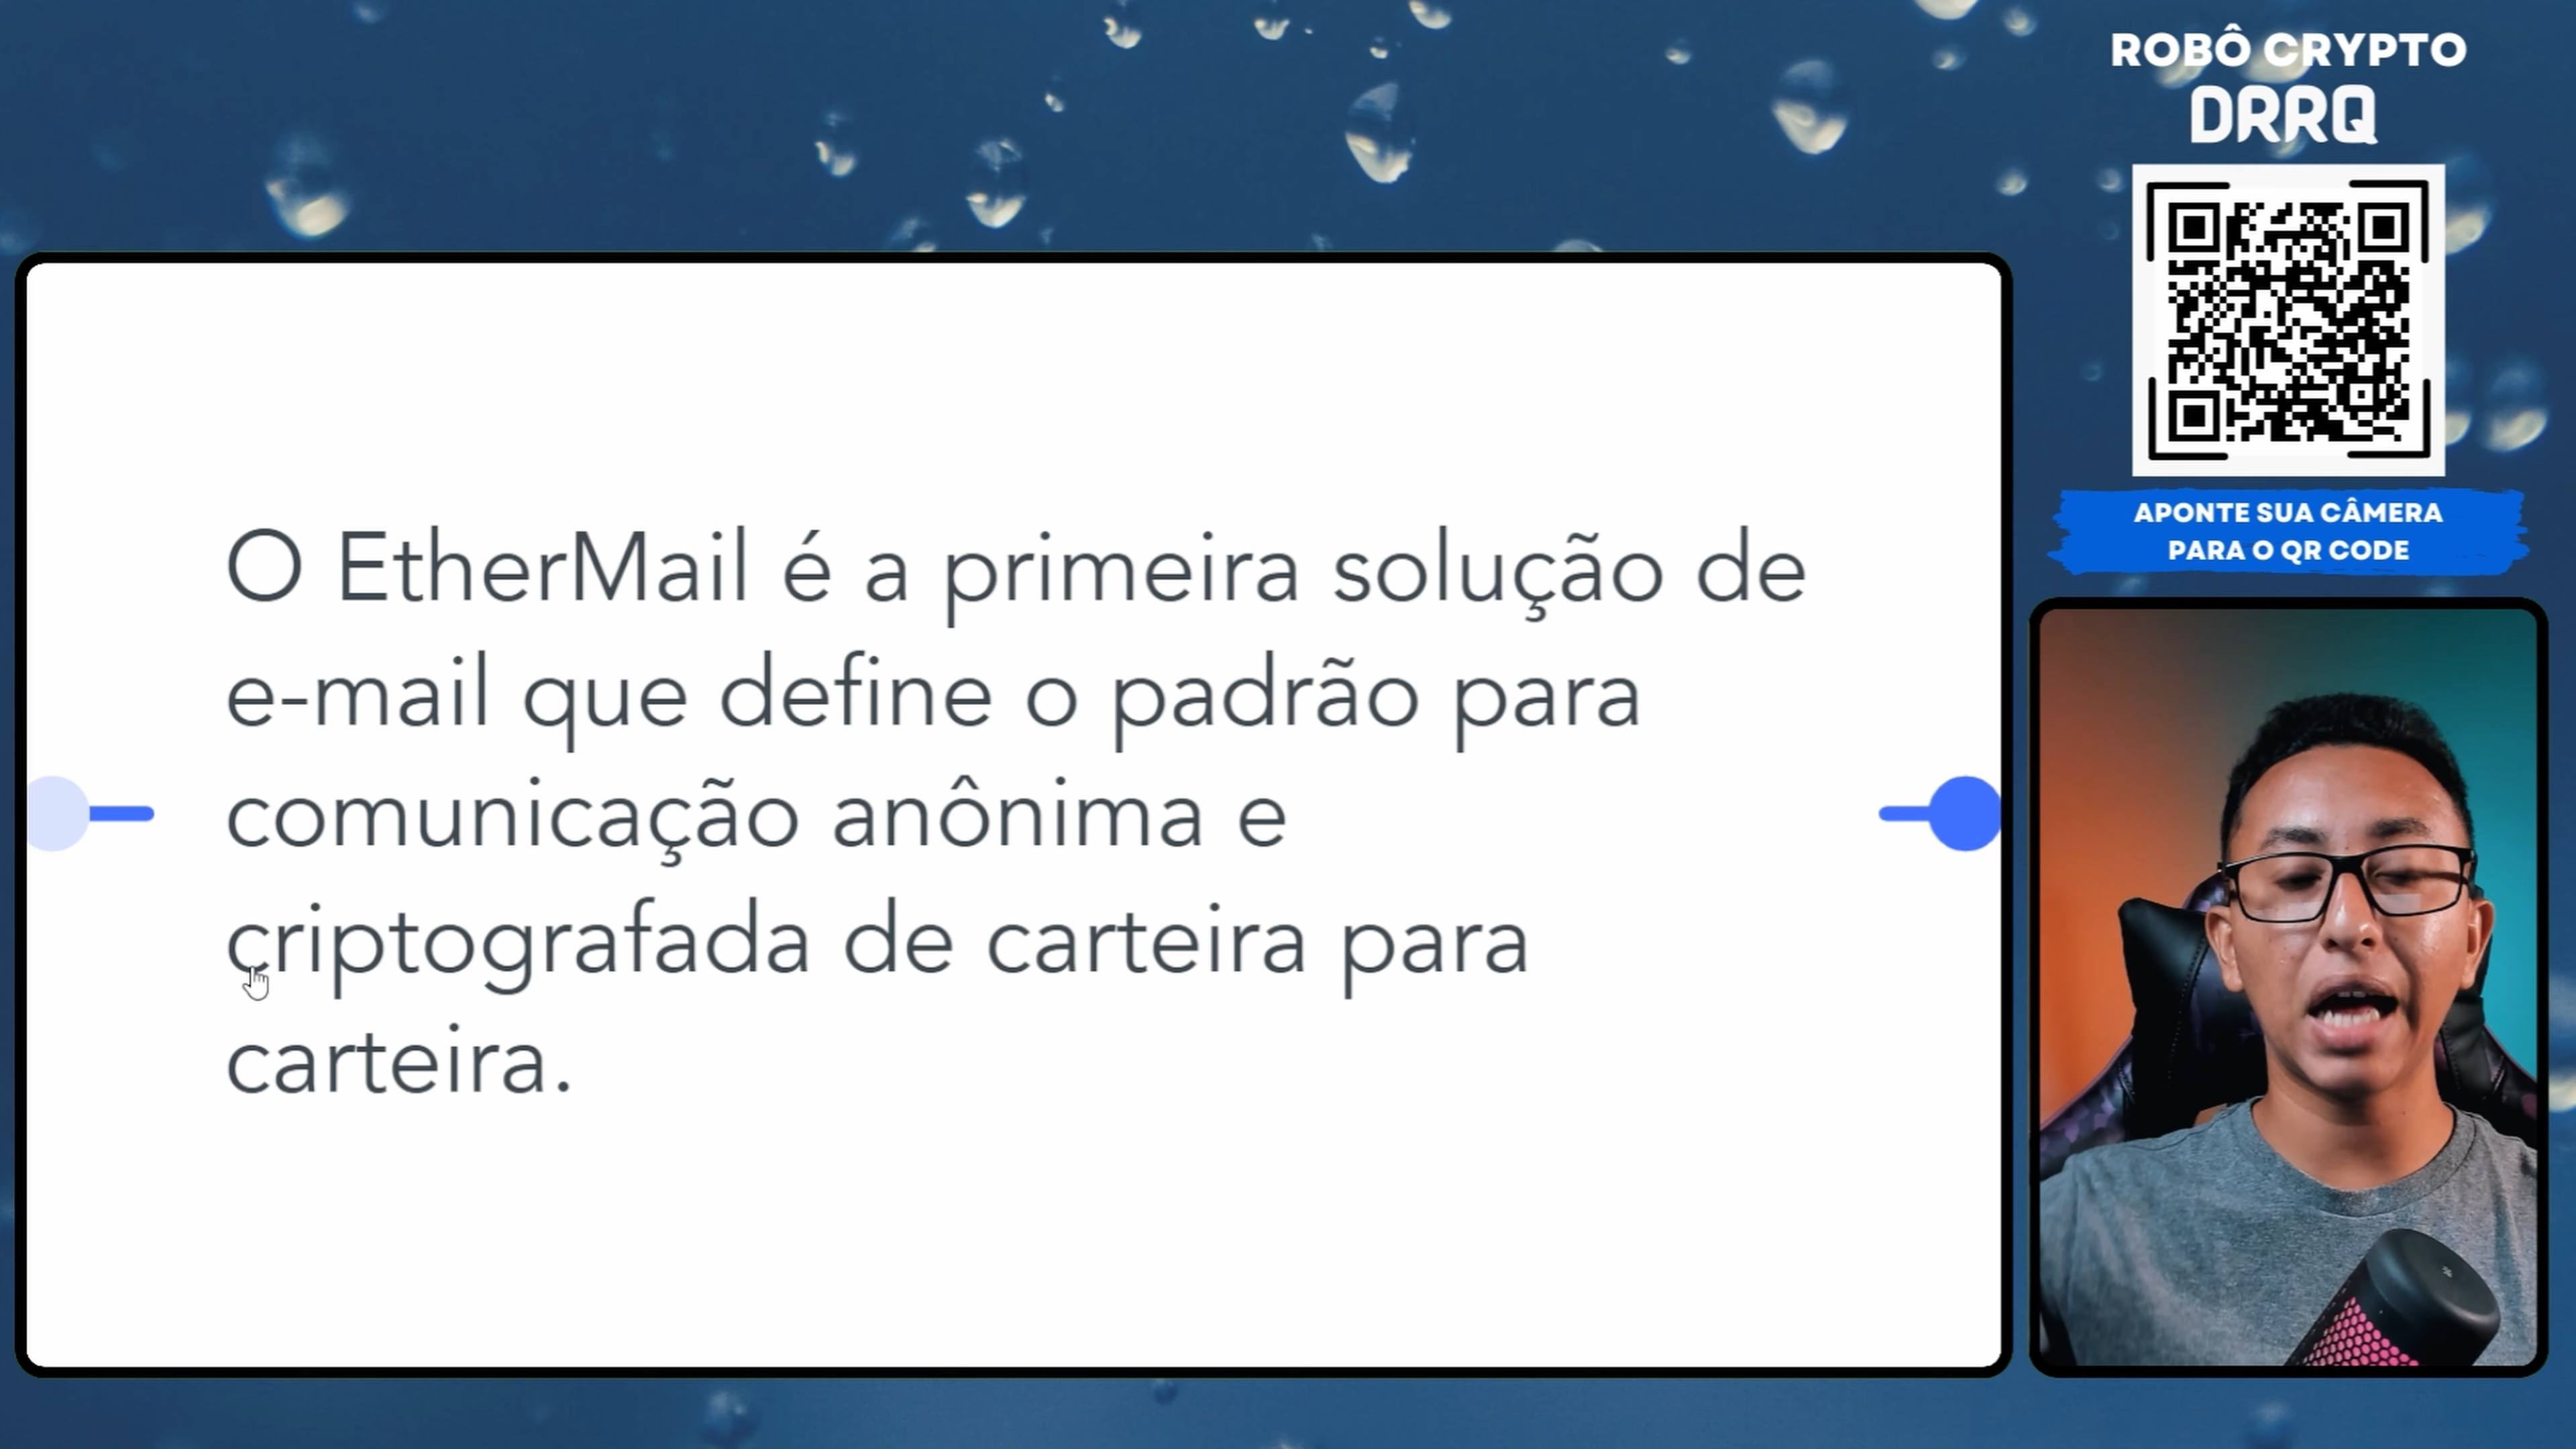 ROBÔ CRYPTO
DRRQ
APONTE SUA CÂMERA
PARA O QR CODE
O EtherMail é a primeira solução de
e-mail que define o padrão para
comunicação anônima e
criptografada de carteira para
carteira.